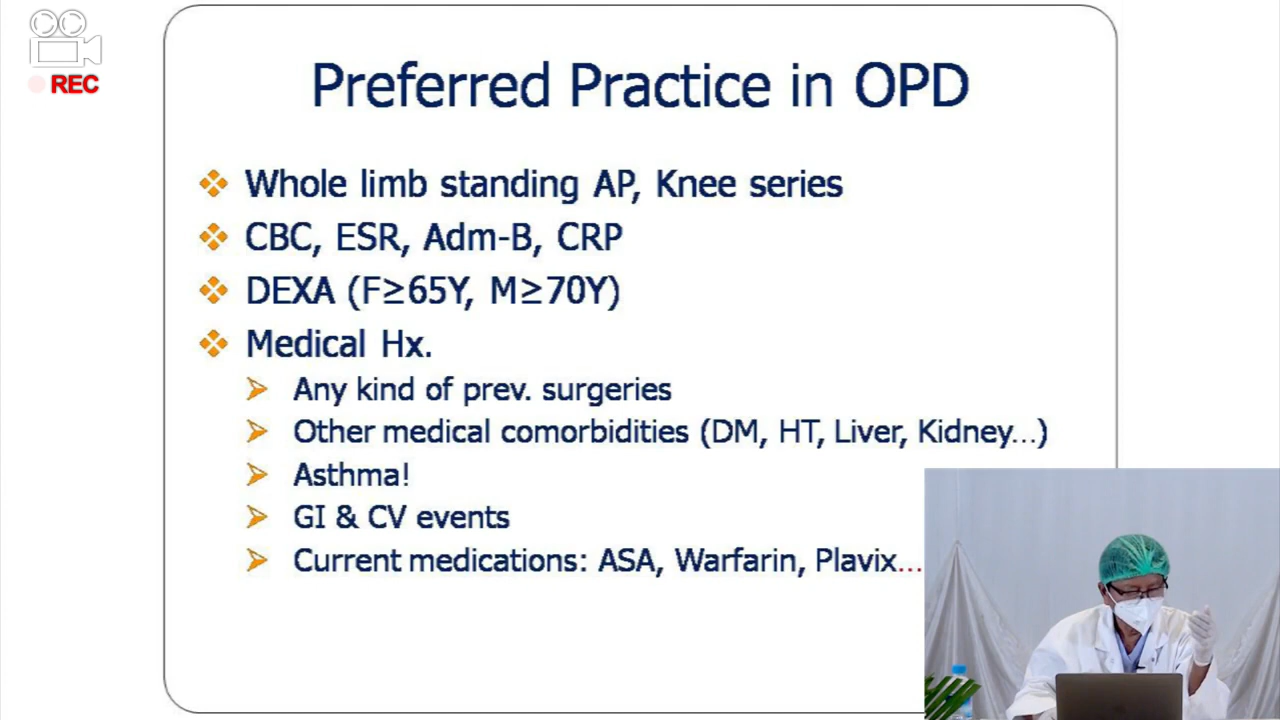 REC
Preferred Practice in OPD
Whole limb standing AP, Knee series
CBC, ESR, Adm-B, CRP
DEXA (F≥65Y, M≥70Y)
Medical Hx.
Any kind of prev. surgeries
Other medical comorbidities (DM, HT, Liver, Kidney...)
Asthma!
GI & CV events
Current medications: ASA, Warfarin, Plavix...